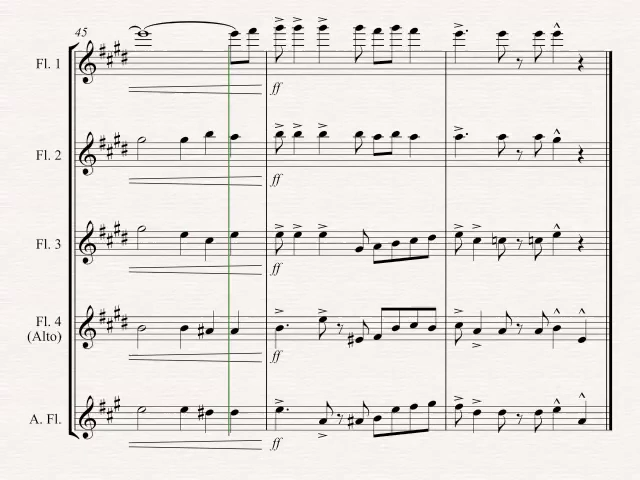 45
Fl. 1
ff
Fl. 2
ff
Fl. 3
ff
Fl. 4
(Alto)
ff
A. Fl.
ff